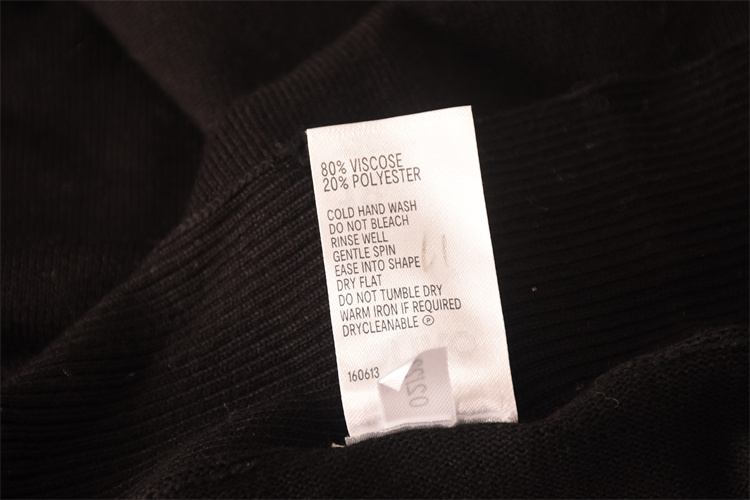 80% VISCOSE
20% POLYESTER
COLD HAND WASH
DO NOT BLEACH
RINSE WELL
GENTLE SPIN
EASE INTO SHAPE
DRY FLAT
DO NOT TUMBLE DRY
WARM IRON IF REQUIRED
DRYCLEANABLE Ⓟ
160613